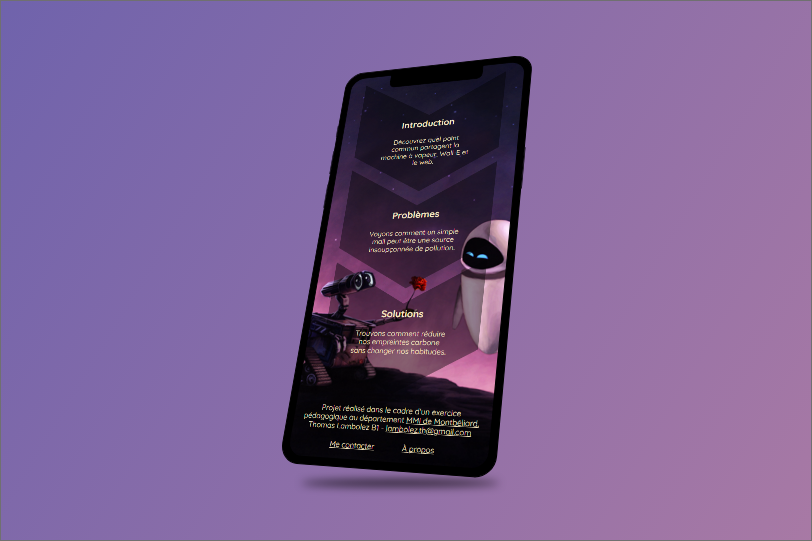 Introduction
Découvrez quel point
commun partagent la
machine à vapeur, Wall-E et
le web.
Problèmes
Voyons comment un simple
mail peut être une source
insoupçonnée de pollution.
Solutions
Trouvons comment réduire
nos empreintes carbone
sans changer nos habitudes.
Projet réalisé dans le cadre d'un exercice
pédagogique au département MMI de Montbéliard.
Thomas Lambolez B1 - lambolez.th@gmail.com
Me contacter
À propos